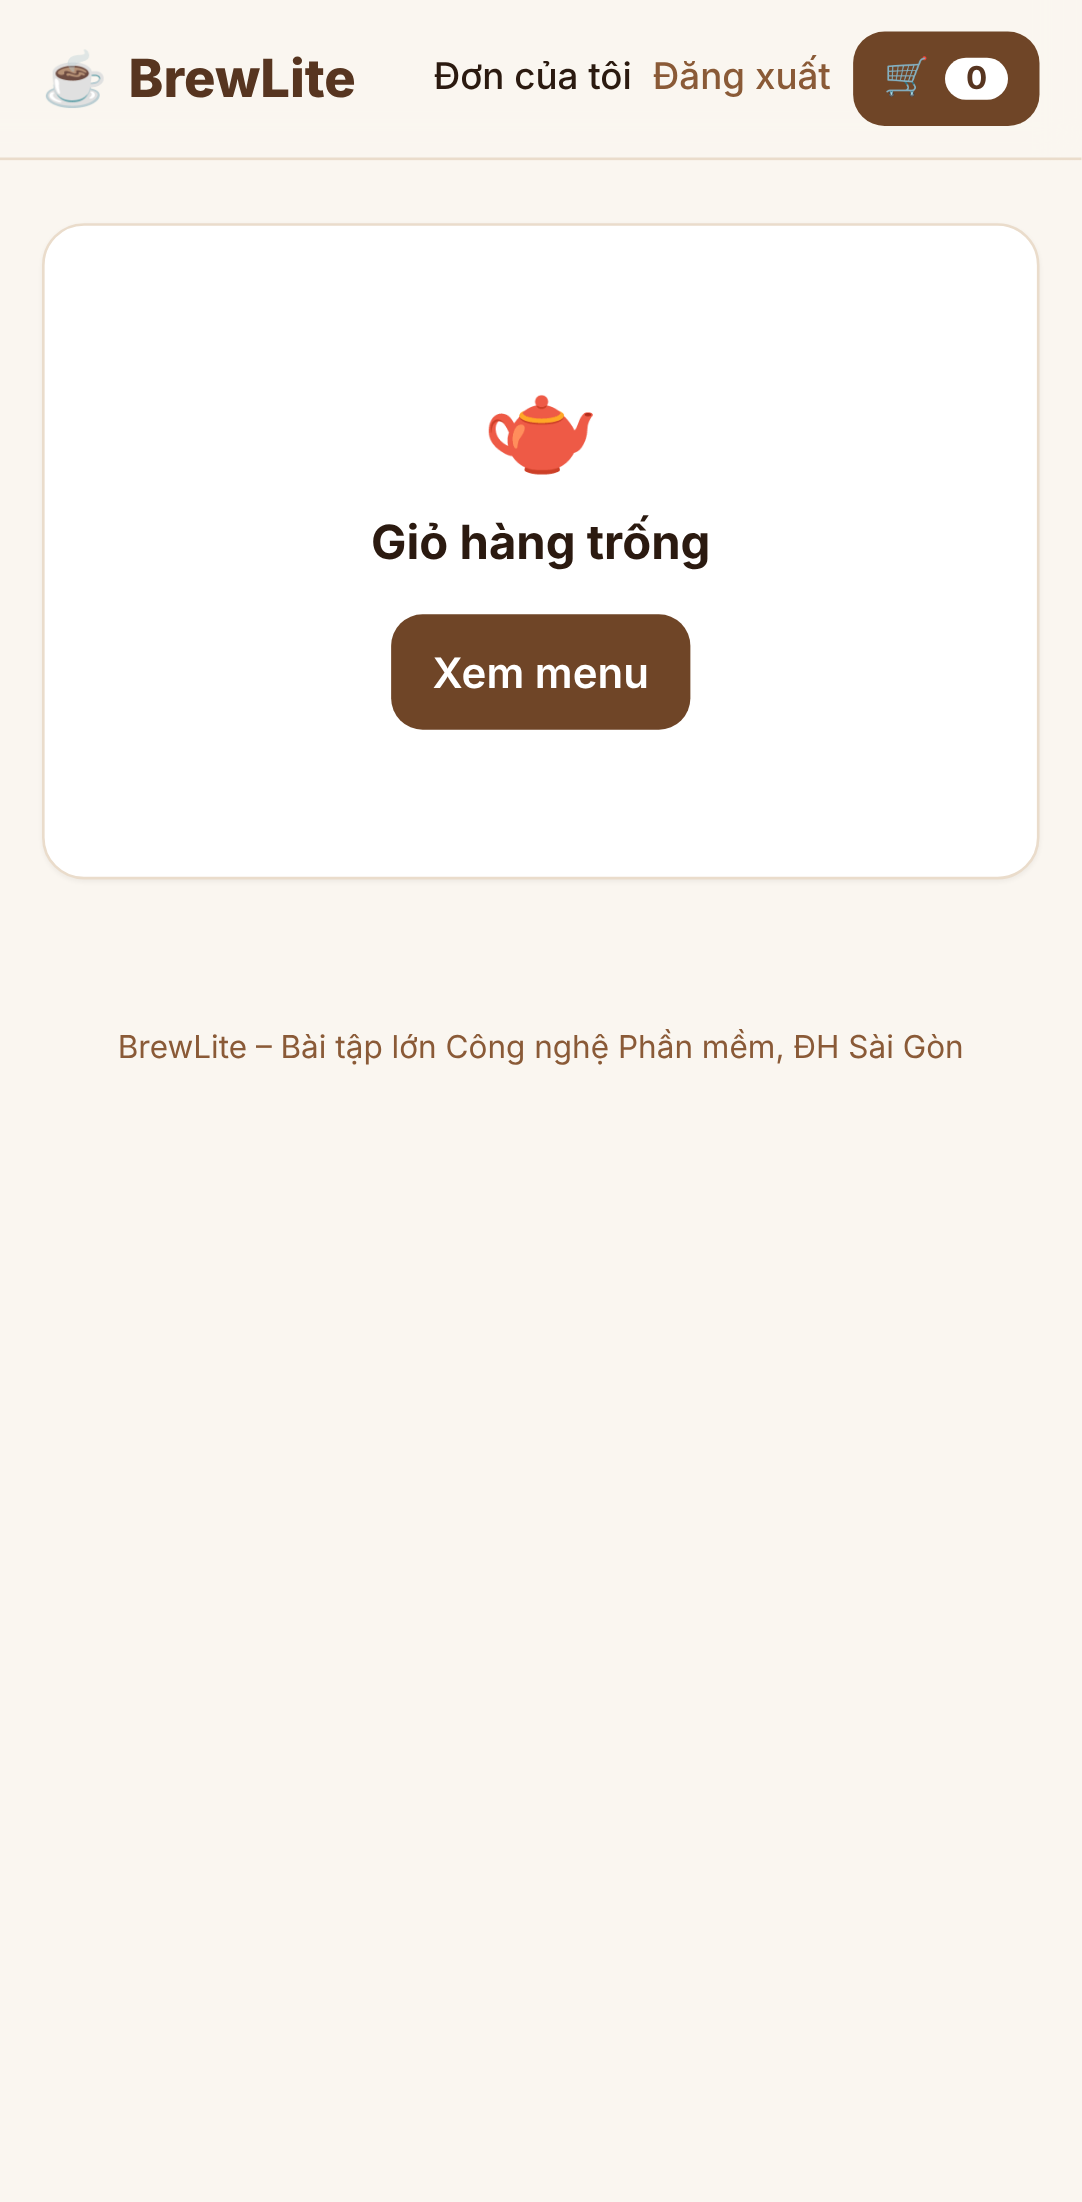 BrewLite
Đơn của tôi
Đăng xuất
0
Giỏ hàng trống
Xem menu
BrewLite – Bài tập lớn Công nghệ Phần mềm, ĐH Sài Gòn